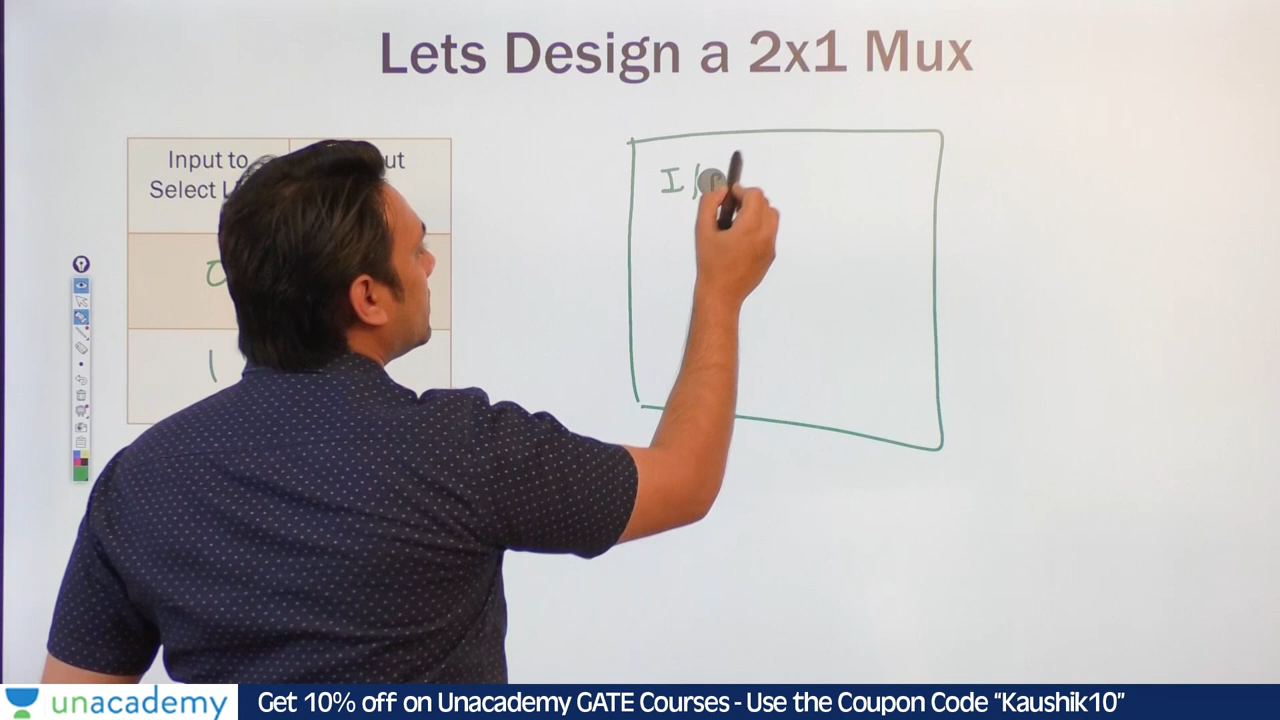 Lets Design a 2x1 Mux
Input to
Select
0
1
I/P
unacademy
Get 10% off on Unacademy GATE Courses - Use the Coupon Code “Kaushik10”